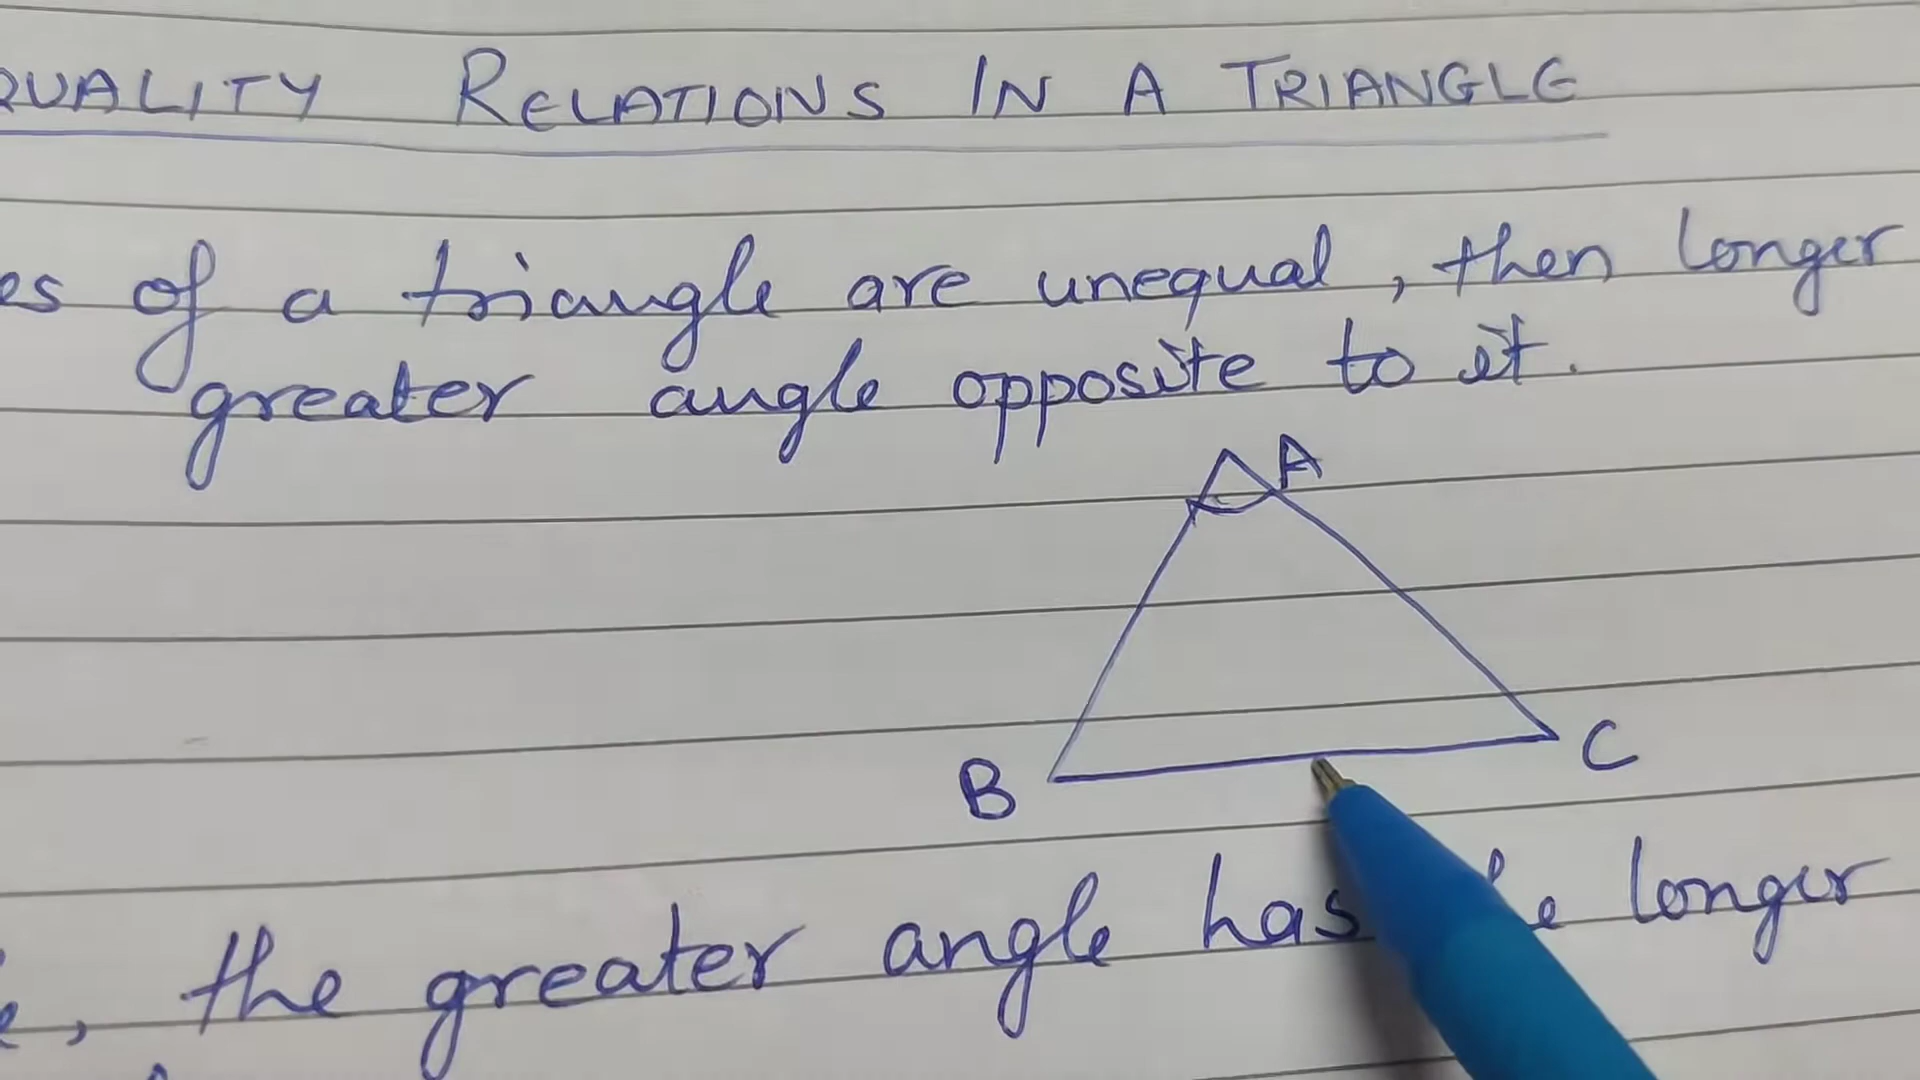 QUALITY RELATIONS IN A TRIANGLE
es of a triangle are unequal, then longer
greater angle opposite to it.
A
B
C
, the greater angle has longer